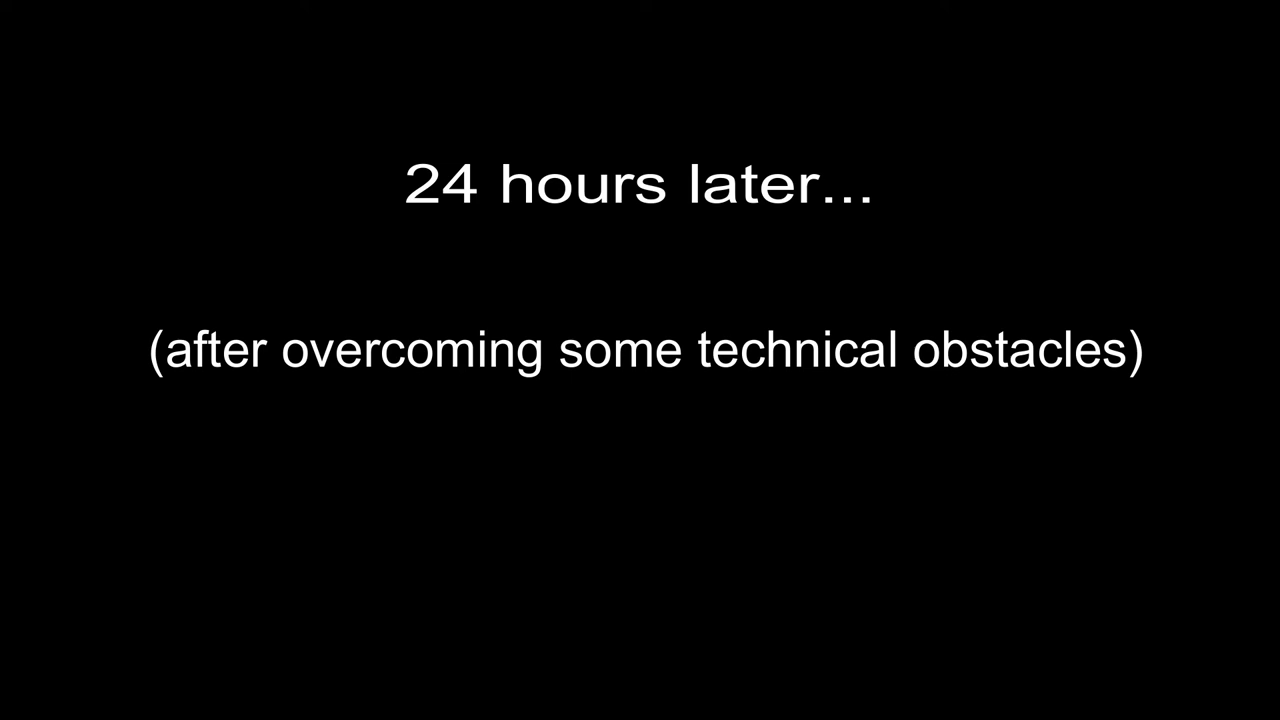 24 hours later...
(after overcoming some technical obstacles)